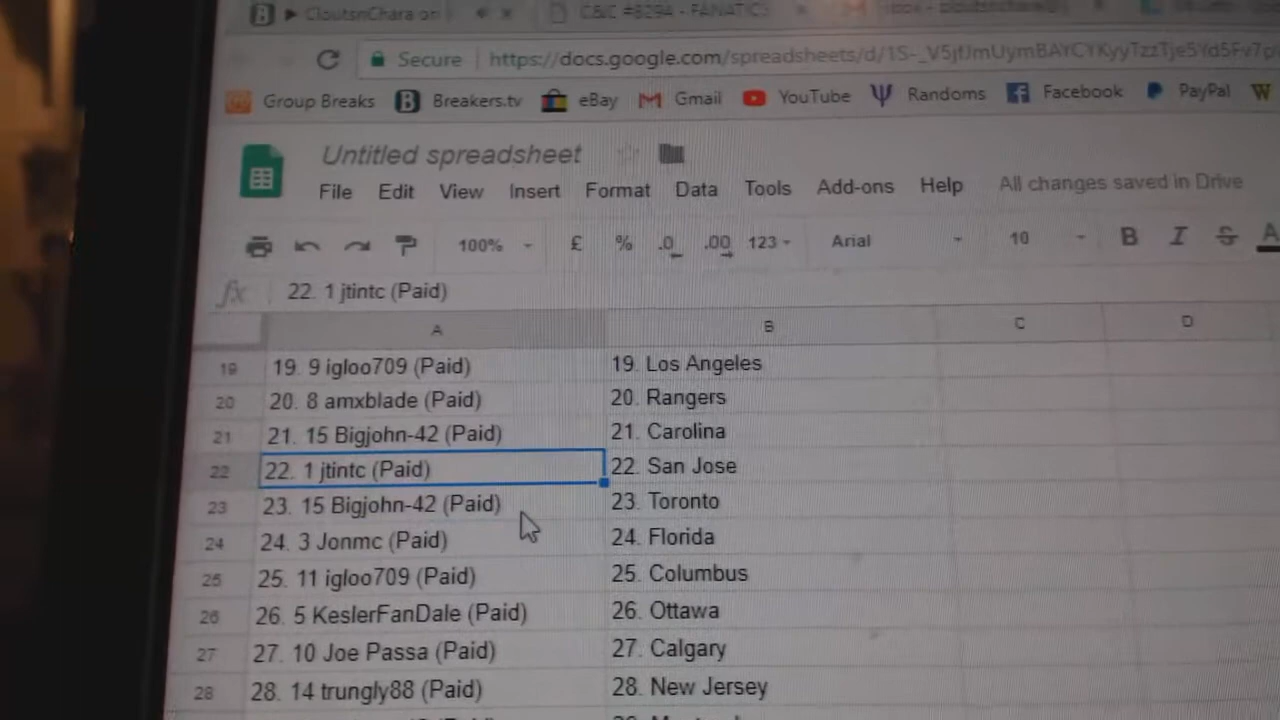 CloutsnChara on
C&C #829A - FANATICS
Secure https://docs.google.com/spreadsheets/d/
Group Breaks Breakers.tv eBay Gmail YouTube Randoms Facebook PayPal W
Untitled spreadsheet
File Edit View Insert Format Data Tools Add-ons Help All changes saved in Drive
100% £ % .0 .00 123 Arial 10 B I S A
fx 22. 1 jtintc (Paid)
A B C D
19 19. 9 igloo709 (Paid) 19. Los Angeles
20 20. 8 amxblade (Paid) 20. Rangers
21 21. 15 Bigjohn-42 (Paid) 21. Carolina
22 22. 1 jtintc (Paid) 22. San Jose
23 23. 15 Bigjohn-42 (Paid) 23. Toronto
24 24. 3 Jonmc (Paid) 24. Florida
25 25. 11 igloo709 (Paid) 25. Columbus
26 26. 5 KeslerFanDale (Paid) 26. Ottawa
27 27. 10 Joe Passa (Paid) 27. Calgary
28 28. 14 trungly88 (Paid) 28. New Jersey